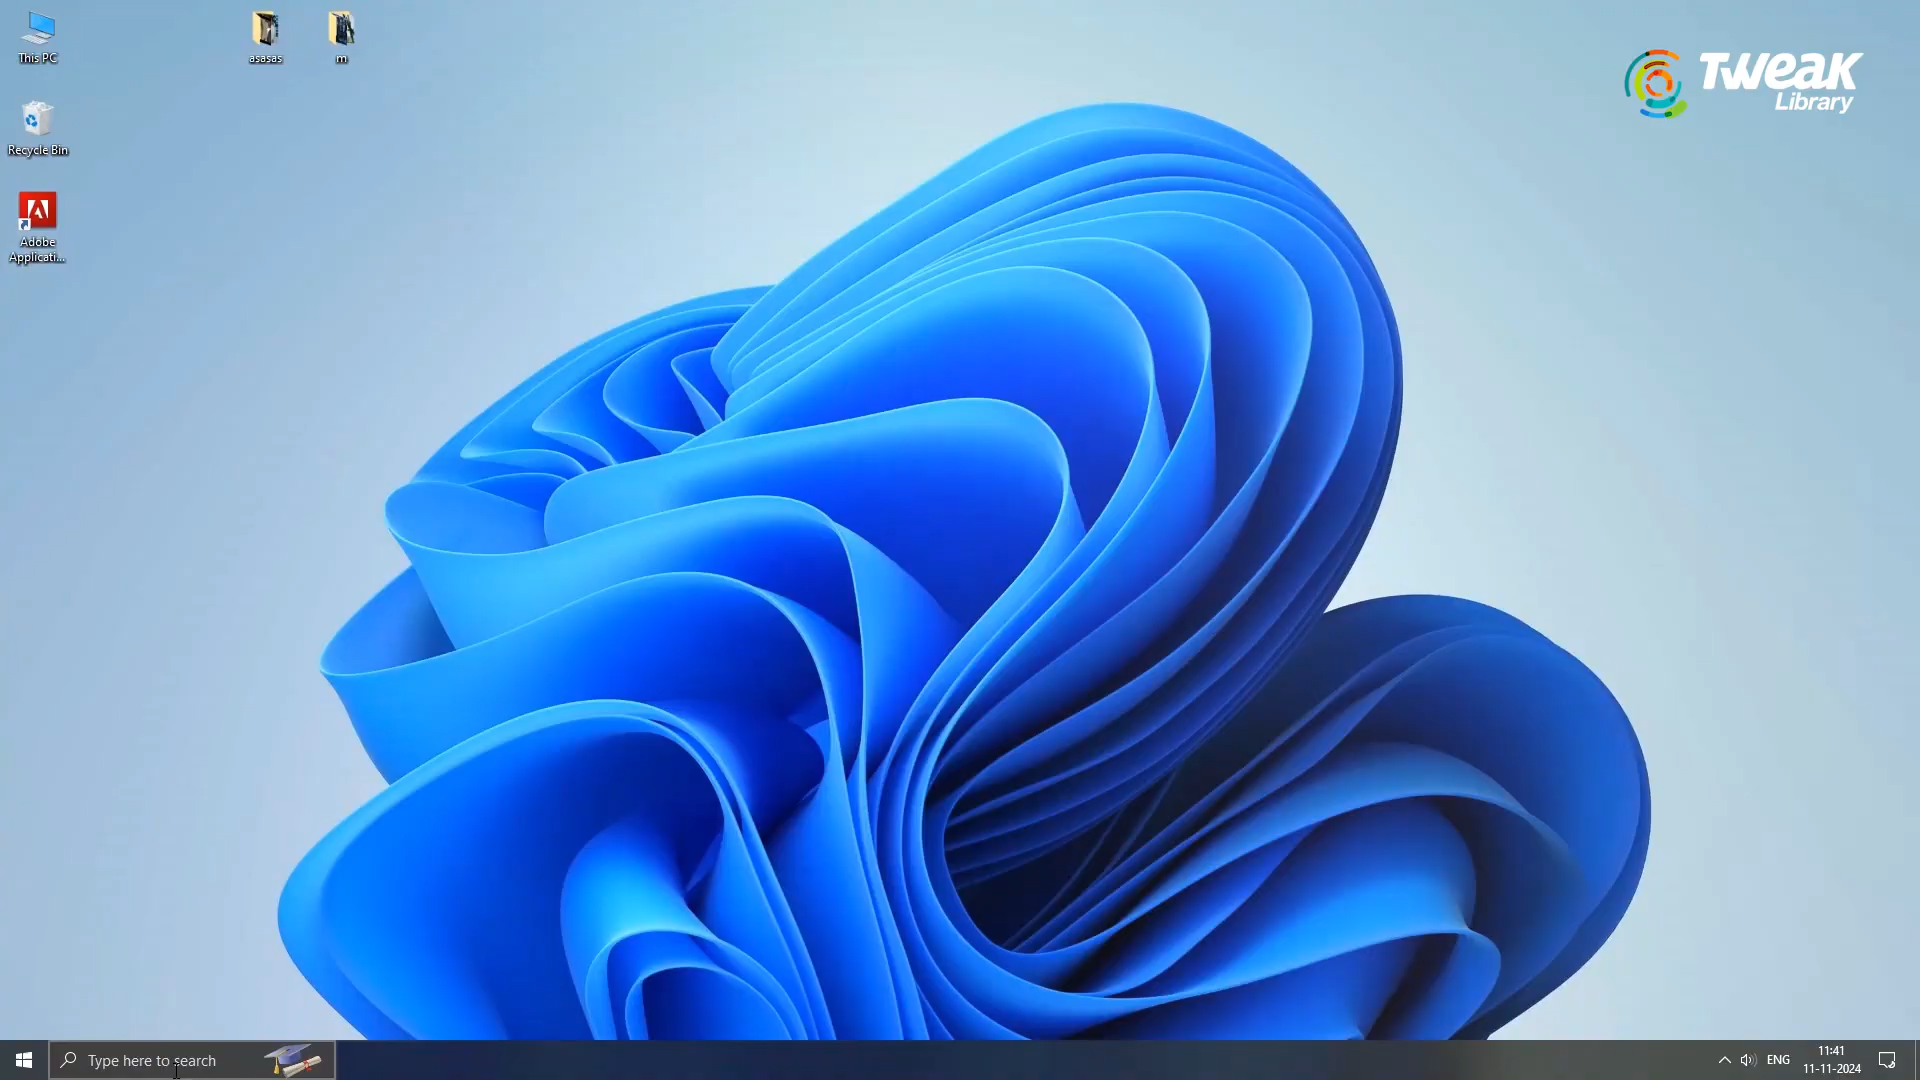 This PC
asasas
m
Tweak
Library
Recycle Bin
Adobe
Applicati...
Type here to search
ENG
11:41
11-11-2024